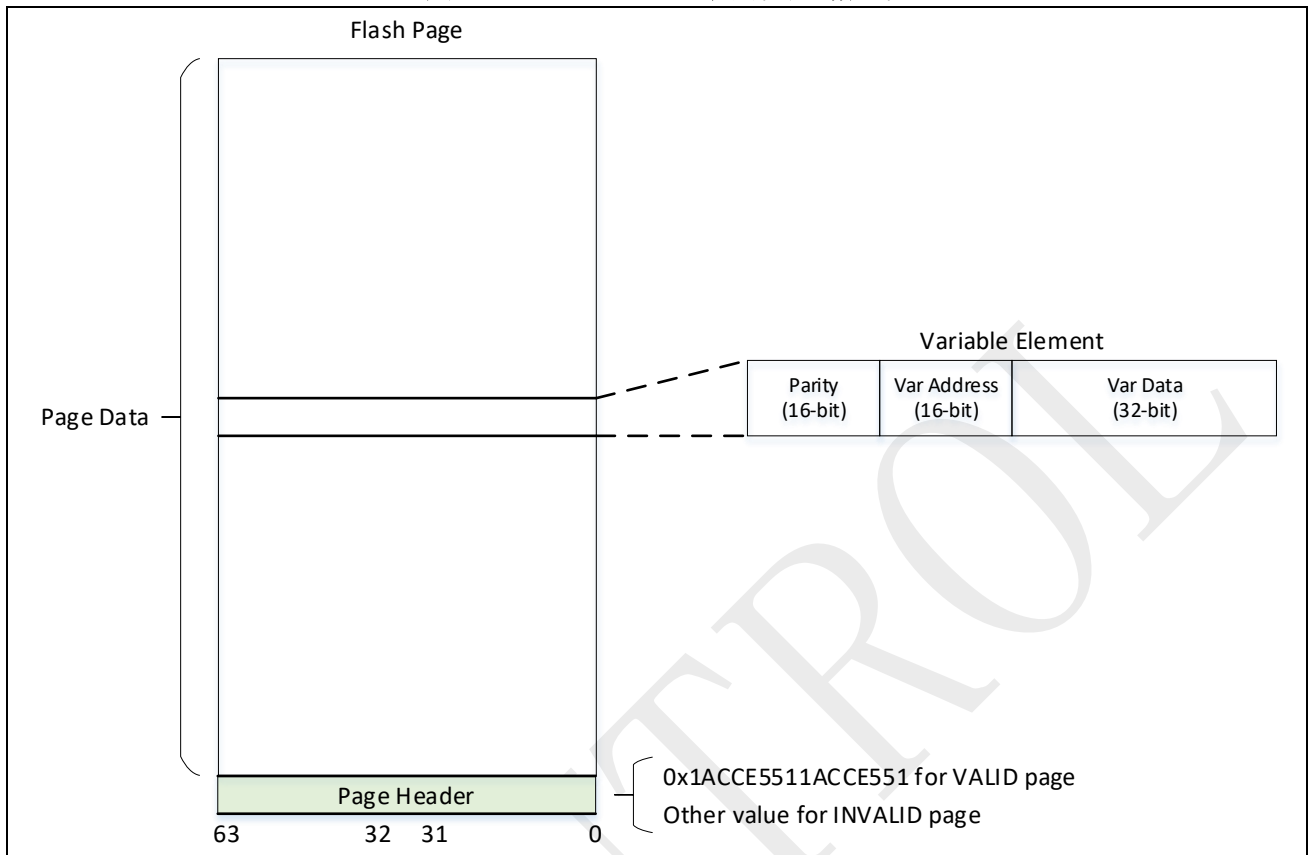 Flash Page
Page Data
Variable Element
Parity
(16-bit)
Var Address
(16-bit)
Var Data
(32-bit)
Page Header
0x1ACCE5511ACCE551 for VALID page
Other value for INVALID page
63 32 31 0
TROL